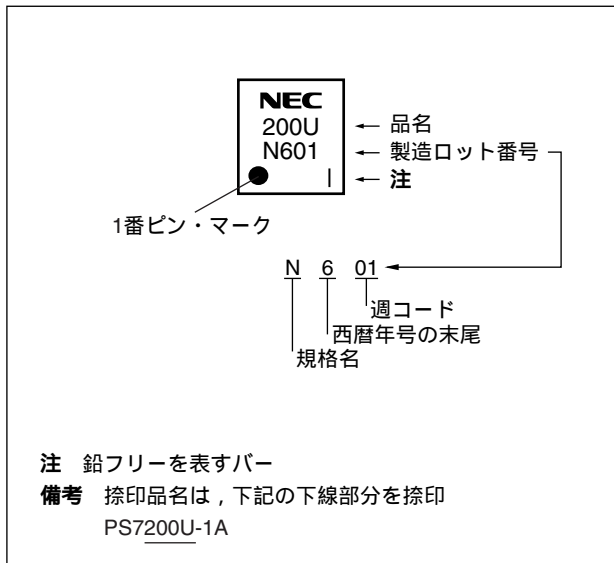 NEC
200U ← 品名
N601 ← 製造ロット番号
| ← 注
1番ピン・マーク
N 6 01
週コード
西暦年号の末尾
規格名
注 鉛フリーを表すバー
備考 捺印品名は，下記の下線部分を捺印
PS7200U-1A